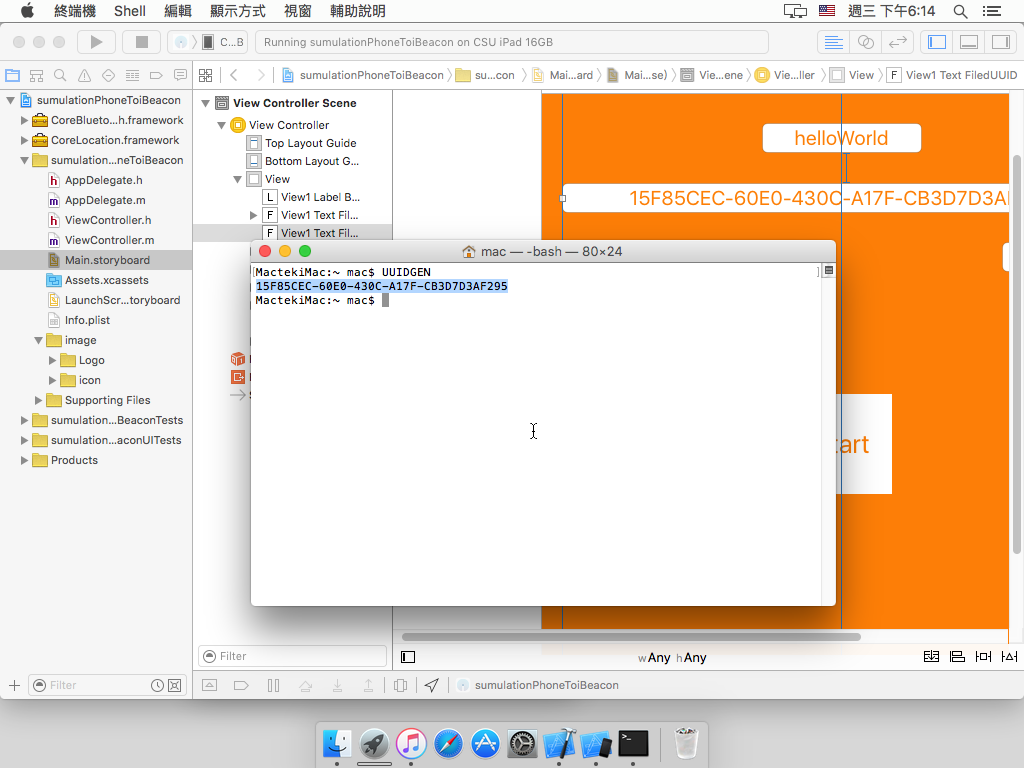 終端機 Shell 編輯 顯示方式 視窗 輔助說明 週三 下午6:14
C...B Running sumulationPhoneToiBeacon on CSU iPad 16GB
sumulationPhoneToiBeacon su...con Mai...ard Mai...se) Vie...ene Vie...ller View F View1 Text FiledUUID
sumulationPhoneToiBeacon
CoreBlueto...h.framework
CoreLocation.framework
sumulation...neToiBeacon
h AppDelegate.h
m AppDelegate.m
h ViewController.h
m ViewController.m
Main.storyboard
Assets.xcassets
LaunchScr...toryboard
Info.plist
image
Logo
icon
Supporting Files
sumulation...BeaconTests
sumulation...aconUITests
Products
Filter
View Controller Scene
View Controller
Top Layout Guide
Bottom Layout G...
View
L View1 Label B...
F View1 Text Fil...
F View1 Text Fil...
Filter
helloWorld
15F85CEC-60E0-430C-A17F-CB3D7D3A
tart
mac — -bash — 80×24
[MactekiMac:~ mac$ UUIDGEN ]
15F85CEC-60E0-430C-A17F-CB3D7D3AF295
MactekiMac:~ mac$
wAny hAny
sumulationPhoneToiBeacon
>_